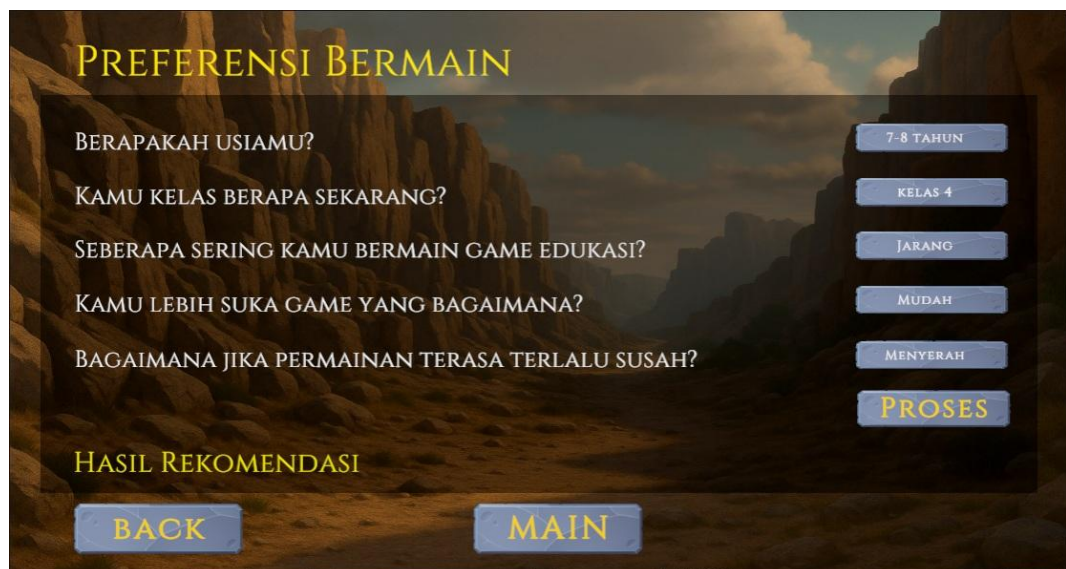 Preferensi Bermain
Berapakah usiamu? 7-8 tahun
Kamu kelas berapa sekarang? kelas 4
Seberapa sering kamu bermain game edukasi? Jarang
Kamu lebih suka game yang bagaimana? Mudah
Bagaimana jika permainan terasa terlalu susah? Menyerah
Proses
Hasil Rekomendasi
BACK MAIN